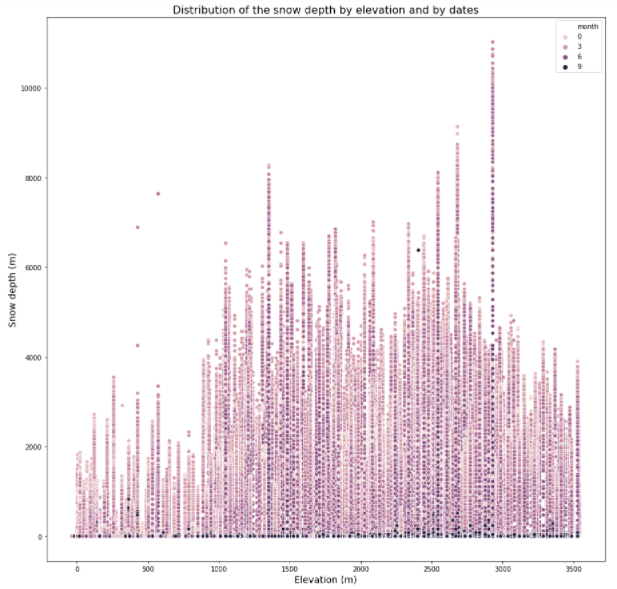 Distribution of the snow depth by elevation and by dates
month
0
3
6
9
10000
8000
6000
4000
2000
0
Snow depth (m)
0 500 1000 1500 2000 2500 3000 3500
Elevation (m)